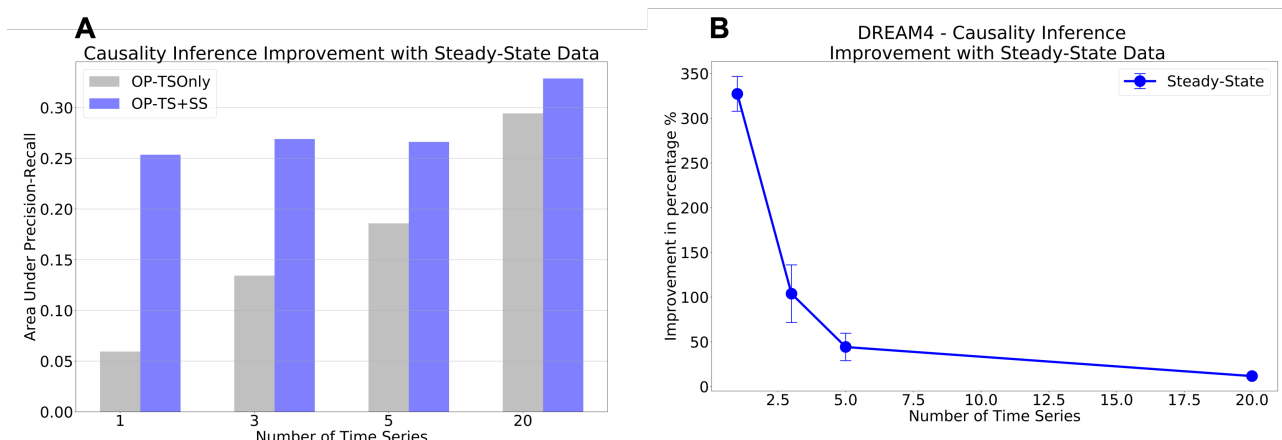 A
Causality Inference Improvement with Steady-State Data
OP-TSOnly
OP-TS+SS
Area Under Precision-Recall
0.30
0.25
0.20
0.15
0.10
0.05
0.00
1 3 5 20
Number of Time Series
B
DREAM4 - Causality Inference
Improvement with Steady-State Data
Steady-State
Improvement in percentage %
350
300
250
200
150
100
50
0
2.5 5.0 7.5 10.0 12.5 15.0 17.5 20.0
Number of Time Series